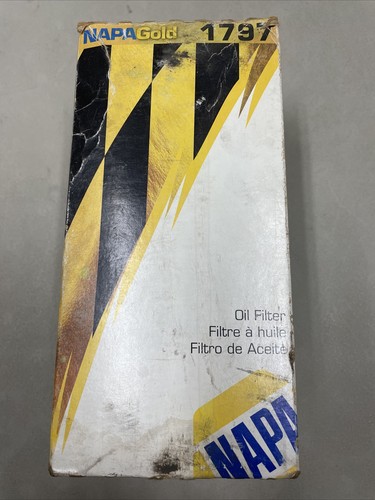 NAPAGold 1797
Oil Filter
Filtre à huile
Filtro de Aceite
NAPA